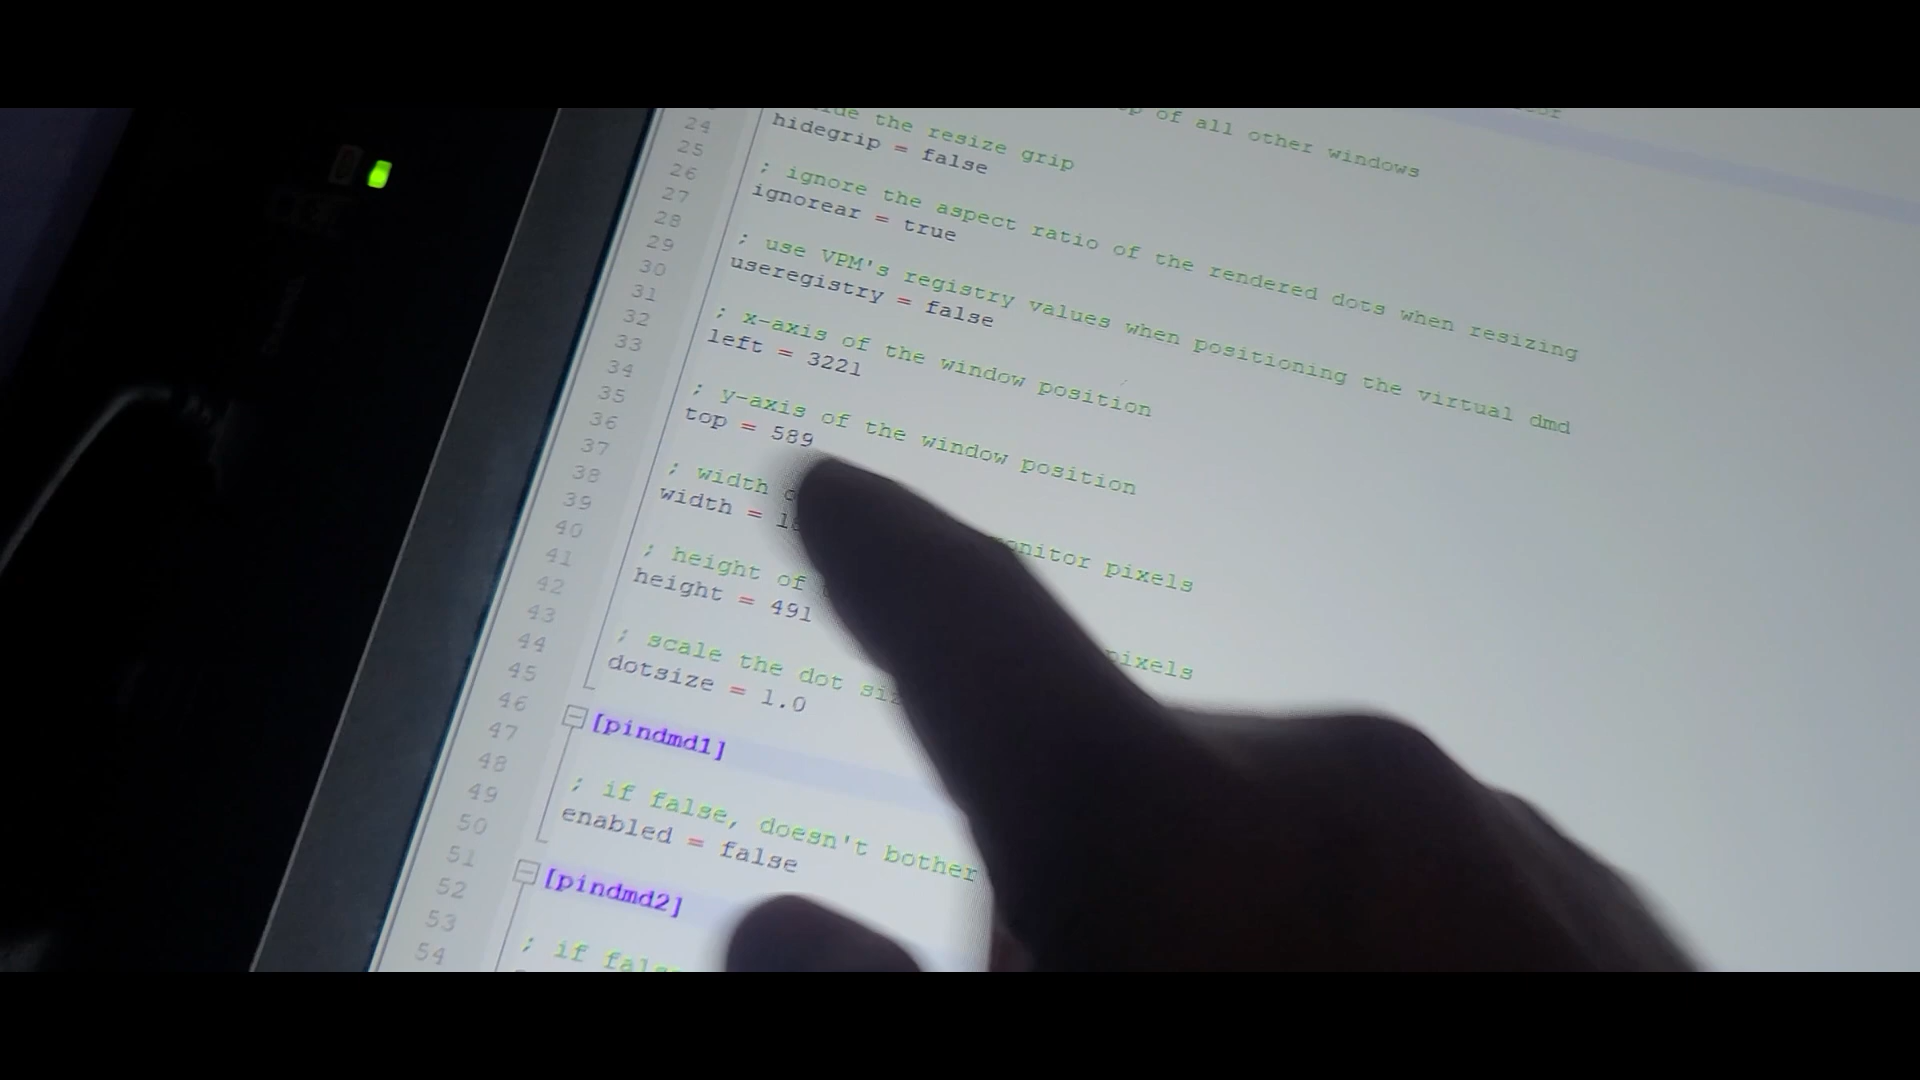 24
25
26
27
28
29
30
31
32
33
34
35
36
37
38
39
40
41
42
43
44
45
46
47
48
49
50
51
52
53
54
of all other windows
the resize grip
hidegrip = false
; ignore the aspect ratio of the rendered dots when resizing
ignorear = true
; use VPM's registry values when positioning the virtual dmd
useregistry = false
; x-axis of the window position
left = 3221
; y-axis of the window position
top = 589
; width monitor pixels
width =
; height of pixels
height = 491
; scale the dot
dotsize = 1.0
[pindmd1]
; if false, doesn't bother
enabled = false
[pindmd2]
; if